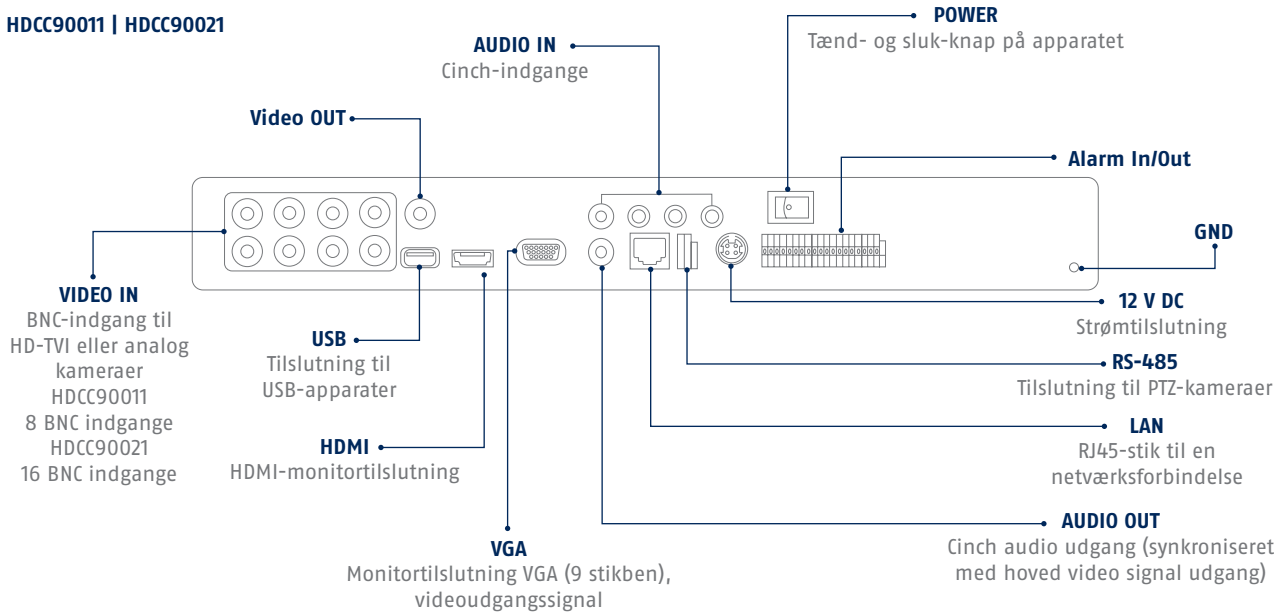 HDCC90011 | HDCC90021
POWER
Tænd- og sluk-knap på apparatet
AUDIO IN
Cinch-indgange
Video OUT
Alarm In/Out
GND
VIDEO IN
BNC-indgang til
HD-TVI eller analog
kameraer
HDCC90011
8 BNC indgange
HDCC90021
16 BNC indgange
USB
Tilslutning til
USB-apparater
HDMI
HDMI-monitortilslutning
VGA
Monitortilslutning VGA (9 stikben),
videoudgangssignal
12 V DC
Strømtilslutning
RS-485
Tilslutning til PTZ-kameraer
LAN
RJ45-stik til en
netværksforbindelse
AUDIO OUT
Cinch audio udgang (synkroniseret
med hoved video signal udgang)